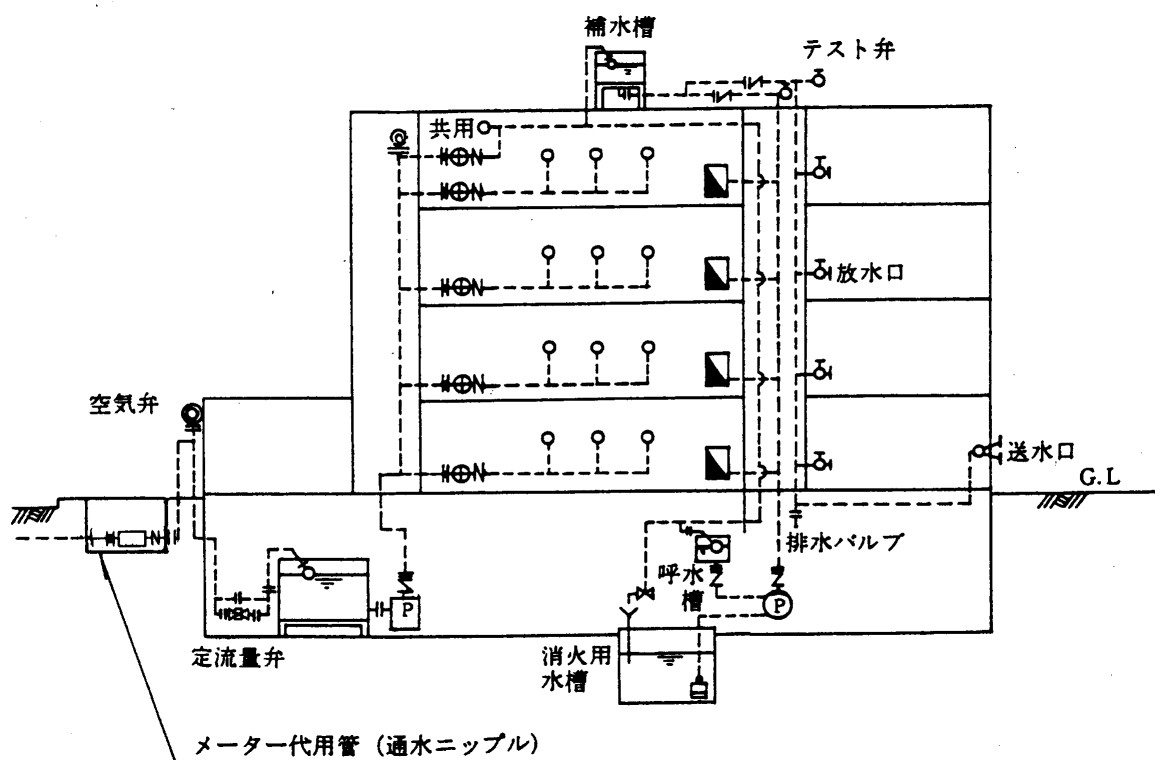 補水槽
テスト弁
共用
放水口
空気弁
送水口
G.L
排水バルブ
呼水
槽
P
P
定流量弁
消火用
水槽
メーター代用管 (通水ニップル)